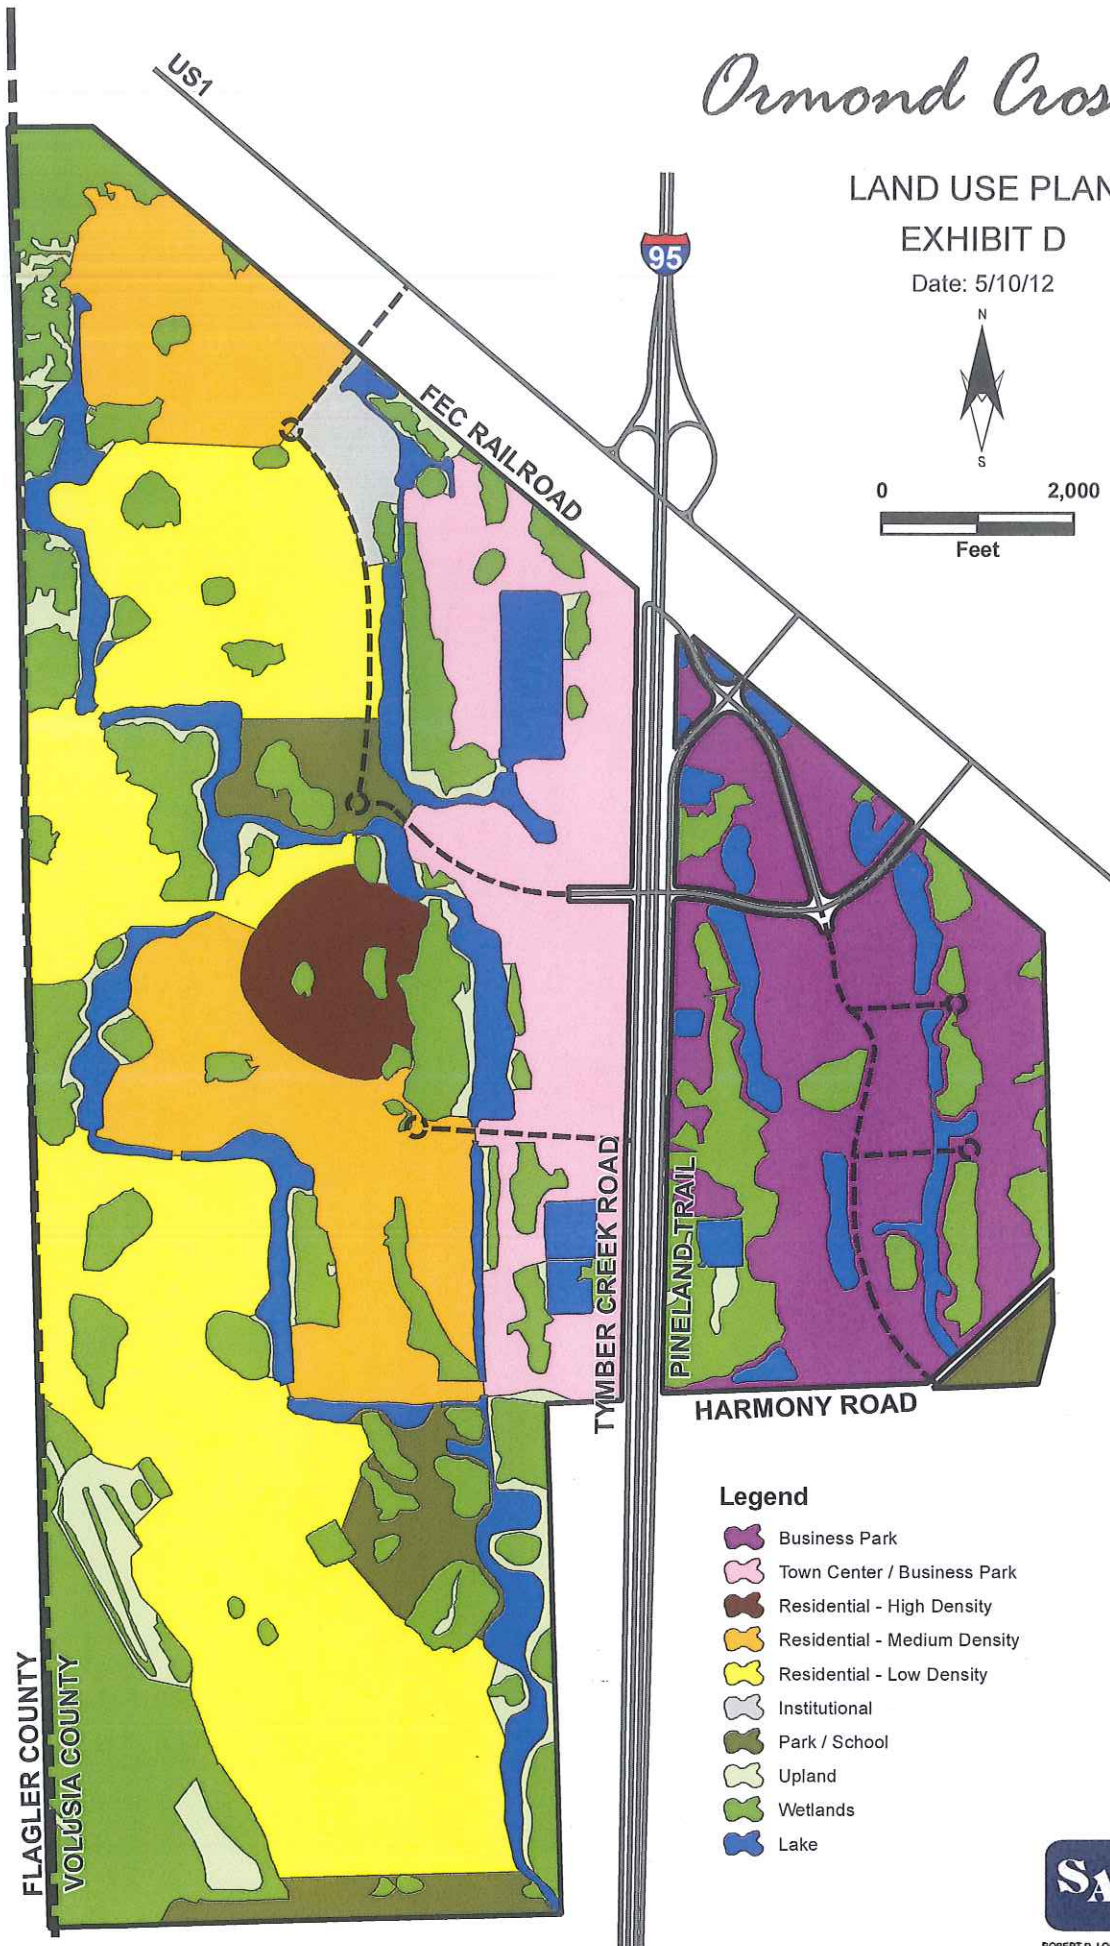 Ormond Cros
LAND USE PLAN
EXHIBIT D
Date: 5/10/12
N
S
0 2,000
Feet
US1
95
FEC RAILROAD
TYMBER CREEK ROAD
PINELAND TRAIL
HARMONY ROAD
FLAGLER COUNTY
VOLUSIA COUNTY
Legend
Business Park
Town Center / Business Park
Residential - High Density
Residential - Medium Density
Residential - Low Density
Institutional
Park / School
Upland
Wetlands
Lake
SA